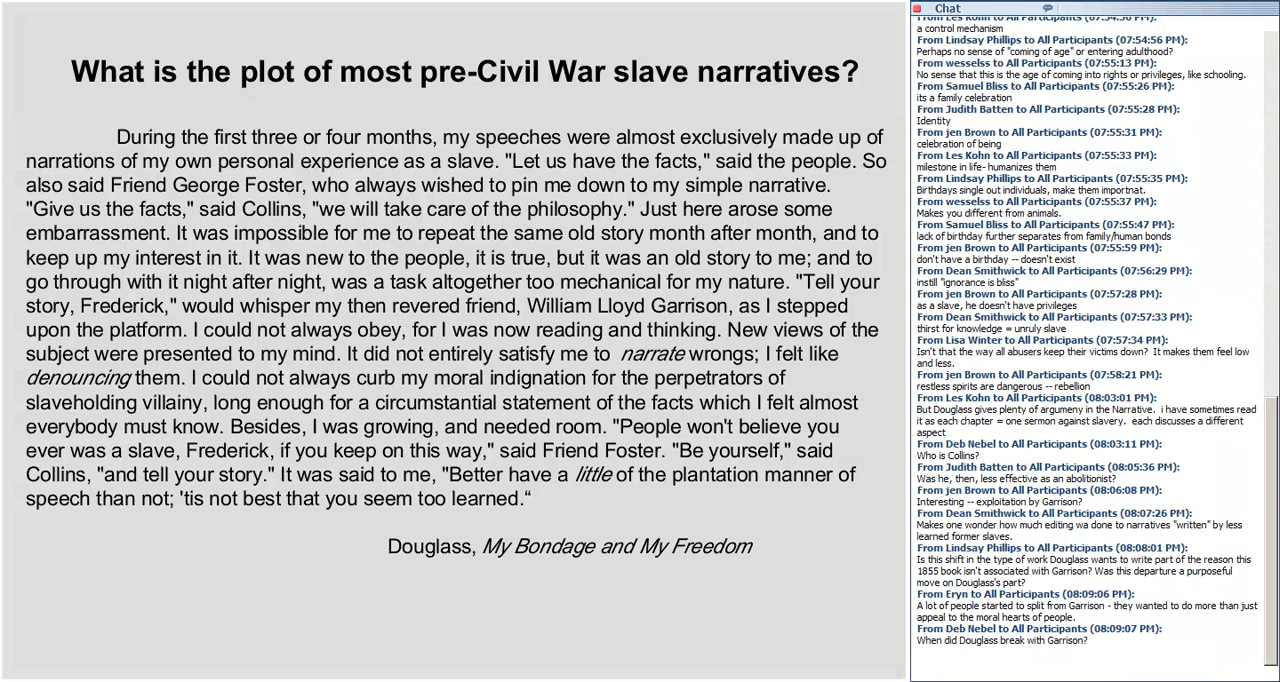 What is the plot of most pre-Civil War slave narratives?
During the first three or four months, my speeches were almost exclusively made up of
narrations of my own personal experience as a slave. "Let us have the facts," said the people. So
also said Friend George Foster, who always wished to pin me down to my simple narrative.
"Give us the facts," said Collins, "we will take care of the philosophy." Just here arose some
embarrassment. It was impossible for me to repeat the same old story month after month, and to
keep up my interest in it. It was new to the people, it is true, but it was an old story to me; and to
go through with it night after night, was a task altogether too mechanical for my nature. "Tell your
story, Frederick," would whisper my then revered friend, William Lloyd Garrison, as I stepped
upon the platform. I could not always obey, for I was now reading and thinking. New views of the
subject were presented to my mind. It did not entirely satisfy me to narrate wrongs; I felt like
denouncing them. I could not always curb my moral indignation for the perpetrators of
slaveholding villainy, long enough for a circumstantial statement of the facts which I felt almost
everybody must know. Besides, I was growing, and needed room. "People won't believe you
ever was a slave, Frederick, if you keep on this way," said Friend Foster. "Be yourself," said
Collins, "and tell your story." It was said to me, "Better have a little of the plantation manner of
speech than not; 'tis not best that you seem too learned.“
Douglass, My Bondage and My Freedom
Chat
From Les Kohn to All Participants (07:54:50 PM):
a control mechanism
From Lindsay Phillips to All Participants (07:54:56 PM):
Perhaps no sense of "coming of age" or entering adulthood?
From wesselss to All Participants (07:55:13 PM):
No sense that this is the age of coming into rights or privileges, like schooling.
From Samuel Bliss to All Participants (07:55:26 PM):
its a family celebration
From Judith Batten to All Participants (07:55:28 PM):
Identity
From jen Brown to All Participants (07:55:31 PM):
celebration of being
From Les Kohn to All Participants (07:55:33 PM):
milestone in life- humanizes them
From Lindsay Phillips to All Participants (07:55:35 PM):
Birthdays single out individuals, make them importnat.
From wesselss to All Participants (07:55:37 PM):
Makes you different from animals.
From Samuel Bliss to All Participants (07:55:47 PM):
lack of birthday further separates from family/human bonds
From jen Brown to All Participants (07:55:59 PM):
don't have a birthday -- doesn't exist
From Dean Smithwick to All Participants (07:56:29 PM):
instill "ignorance is bliss"
From jen Brown to All Participants (07:57:28 PM):
as a slave, he doesn't have privileges
From Dean Smithwick to All Participants (07:57:33 PM):
thirst for knowledge = unruly slave
From Lisa Winter to All Participants (07:57:34 PM):
Isn't that the way all abusers keep their victims down? It makes them feel low
and less.
From jen Brown to All Participants (07:58:21 PM):
restless spirits are dangerous -- rebellion
From Les Kohn to All Participants (08:03:01 PM):
But Douglass gives plenty of argumeny in the Narrative. i have sometimes read
it as each chapter = one sermon against slavery. each discusses a different
aspect
From Deb Nebel to All Participants (08:03:11 PM):
Who is Collins?
From Judith Batten to All Participants (08:05:36 PM):
Was he, then, less effective as an abolitionist?
From jen Brown to All Participants (08:06:08 PM):
Interesting -- exploitation by Garrison?
From Dean Smithwick to All Participants (08:07:26 PM):
Makes one wonder how much editing wa done to narratives "written" by less
learned former slaves.
From Lindsay Phillips to All Participants (08:08:01 PM):
Is this shift in the type of work Douglass wants to write part of the reason this
1855 book isn't associated with Garrison? Was this departure a purposeful
move on Douglass's part?
From Eryn to All Participants (08:09:06 PM):
A lot of people started to split from Garrison - they wanted to do more than just
appeal to the moral hearts of people.
From Deb Nebel to All Participants (08:09:07 PM):
When did Douglass break with Garrison?